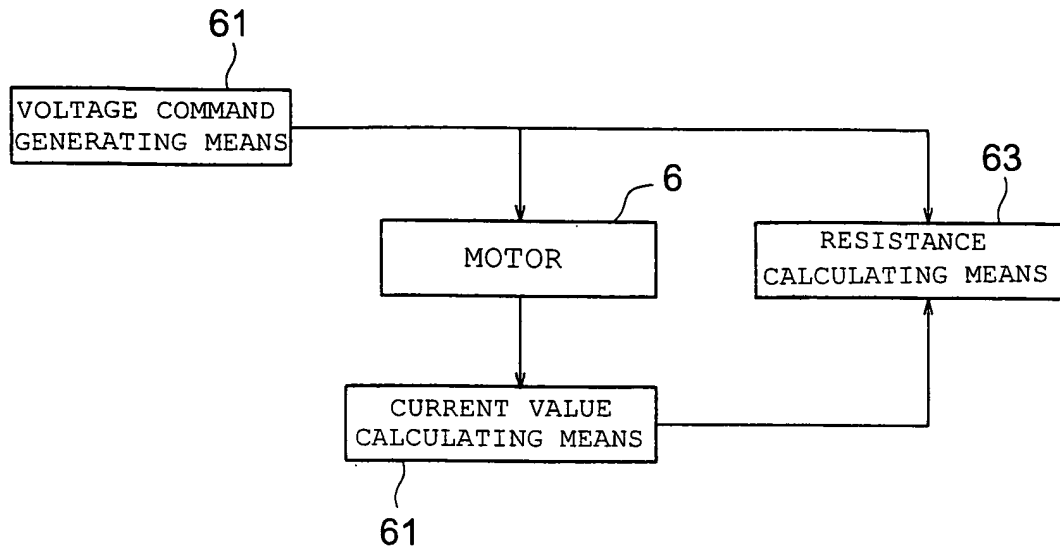 61
VOLTAGE COMMAND
GENERATING MEANS
6
63
MOTOR
RESISTANCE
CALCULATING MEANS
CURRENT VALUE
CALCULATING MEANS
61